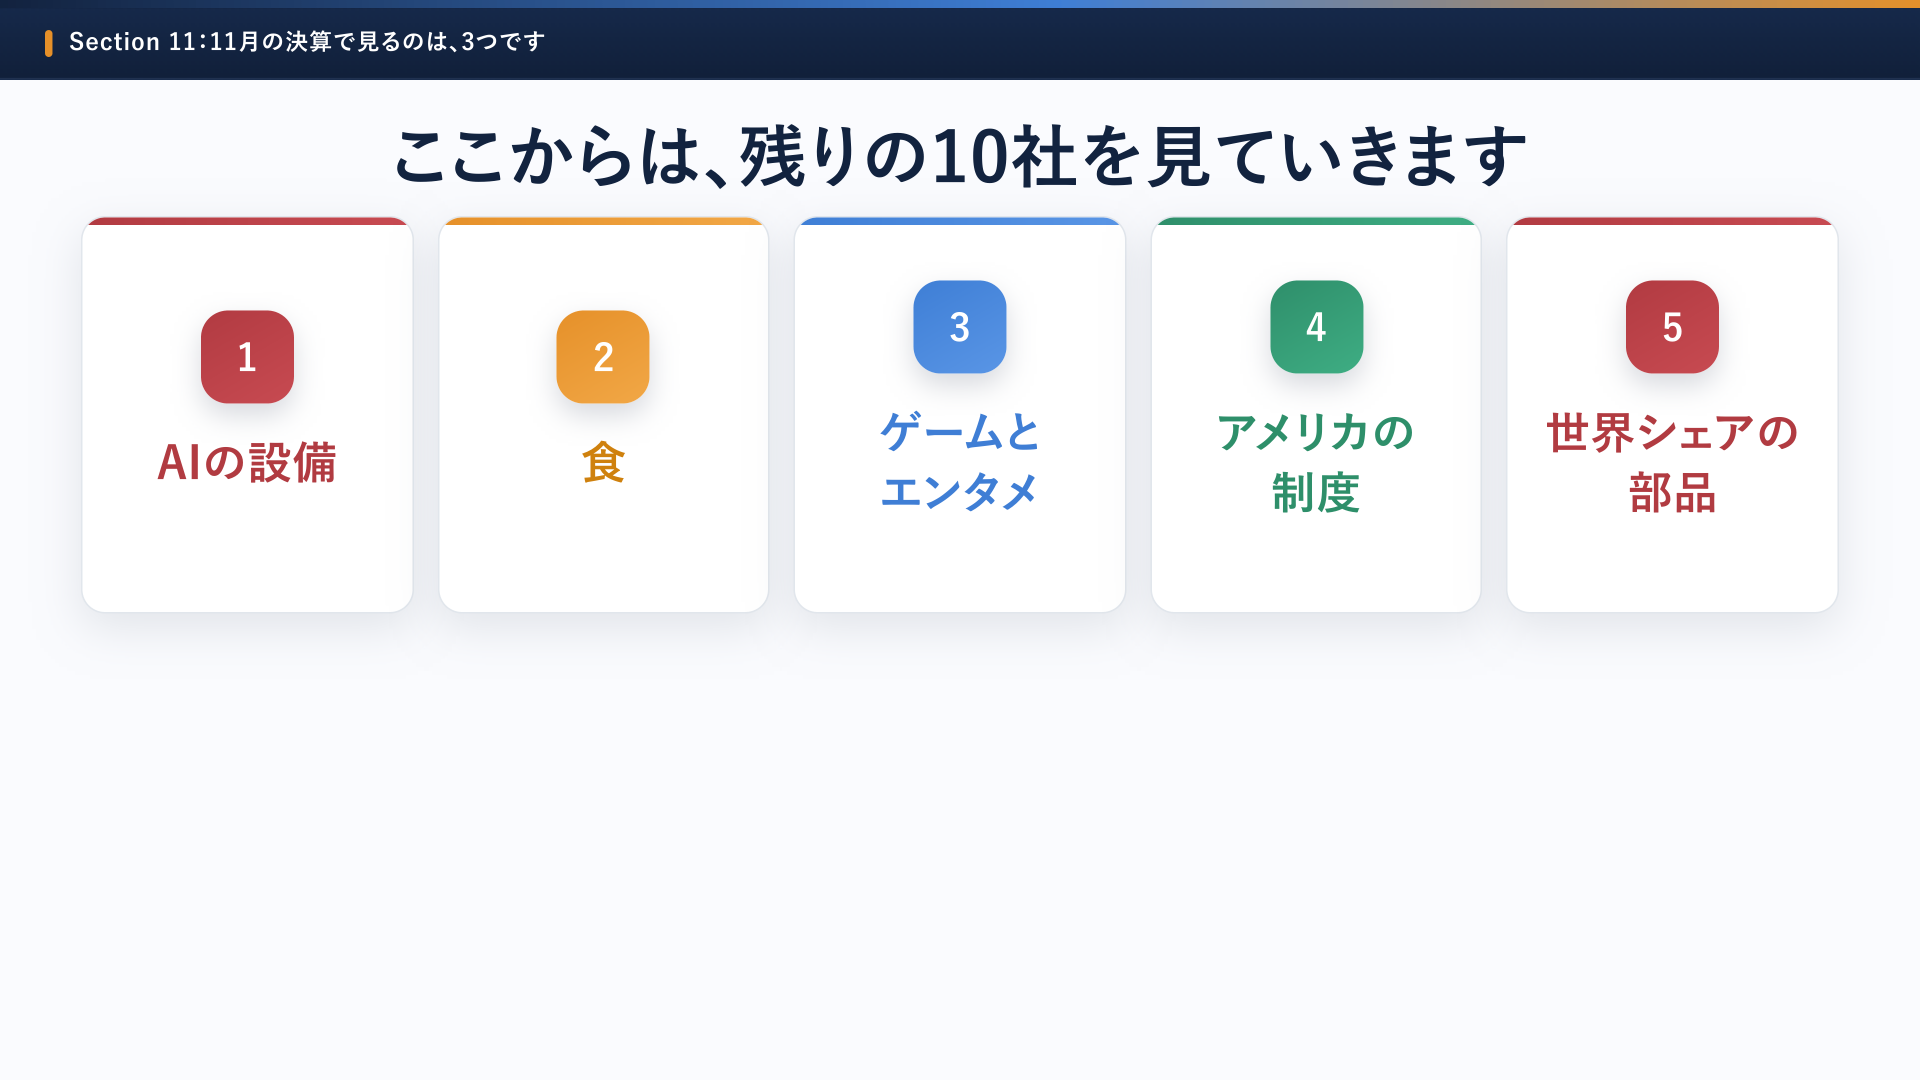 Section 11：11月の決算で見るのは、3つです
ここからは、残りの10社を見ていきます
1
AIの設備
2
食
3
ゲームと
エンタメ
4
アメリカの
制度
5
世界シェアの
部品